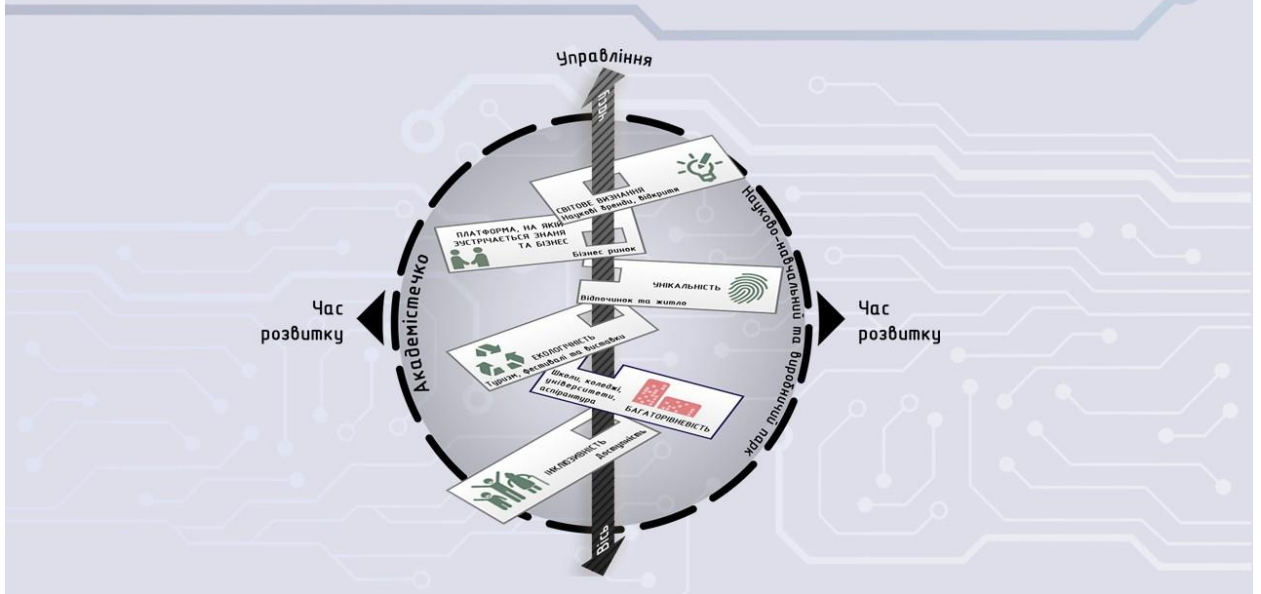 Управління
часу
СВІТОВЕ ВИЗНАННЯ
Наукові бренди, відкриття
ПЛАТФОРМА, НА ЯКІЙ
ЗУСТРІЧАЄТЬСЯ ЗНАНЯ
ТА БІЗНЕС
Бізнес ринок
УНІКАЛЬНІСТЬ
Відпочинок та житло
Академістечко
Науково-навчальний та виробничий парк
Час
розвитку
Час
розвитку
ЕКОЛОГІЧНІСТЬ
Туризм, фестивалі та виставки
Школи, коледжі,
університети,
аспірантура
БАГАТОРІВНЕВІСТЬ
ІНКЛЮЗИВНІСТЬ
Доступність
Вісь